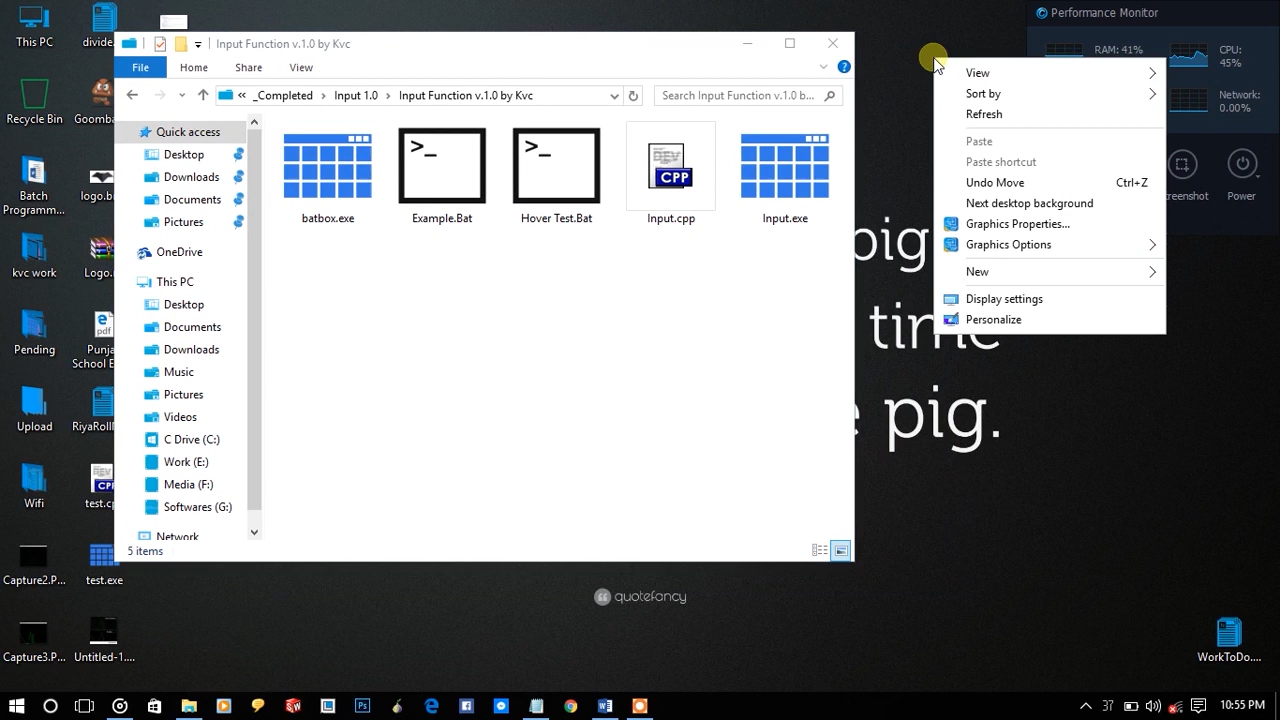 This PC
divide...
Recycle Bin
Goomba...
Batch
Programm...
logo.b...
kvc work
Logo...
Pending
Punja...
School E...
Upload
RyaRoll...
Wifi
test.cp...
Capture2.P...
test.exe
Capture3.P...
Untitled-1....
Input Function v.1.0 by Kvc
File
Home
Share
View
« _Completed > Input 1.0 > Input Function v.1.0 by Kvc
Search Input Function v.1.0 b...
Quick access
Desktop
Downloads
Documents
Pictures
OneDrive
This PC
Desktop
Documents
Downloads
Music
Pictures
Videos
C Drive (C:)
Work (E:)
Media (F:)
Softwares (G:)
Network
5 items
>_
>_
DEV
CPP
batbox.exe
Example.Bat
Hover Test.Bat
Input.cpp
Input.exe
Performance Monitor
RAM: 41%
CPU:
45%
Network:
0.00%
Screenshot
Power
View
Sort by
Refresh
Paste
Paste shortcut
Undo Move Ctrl+Z
Next desktop background
Graphics Properties...
Graphics Options
New
Display settings
Personalize
pig
time
pig.
quotefancy
WorkToDo....
37
10:55 PM